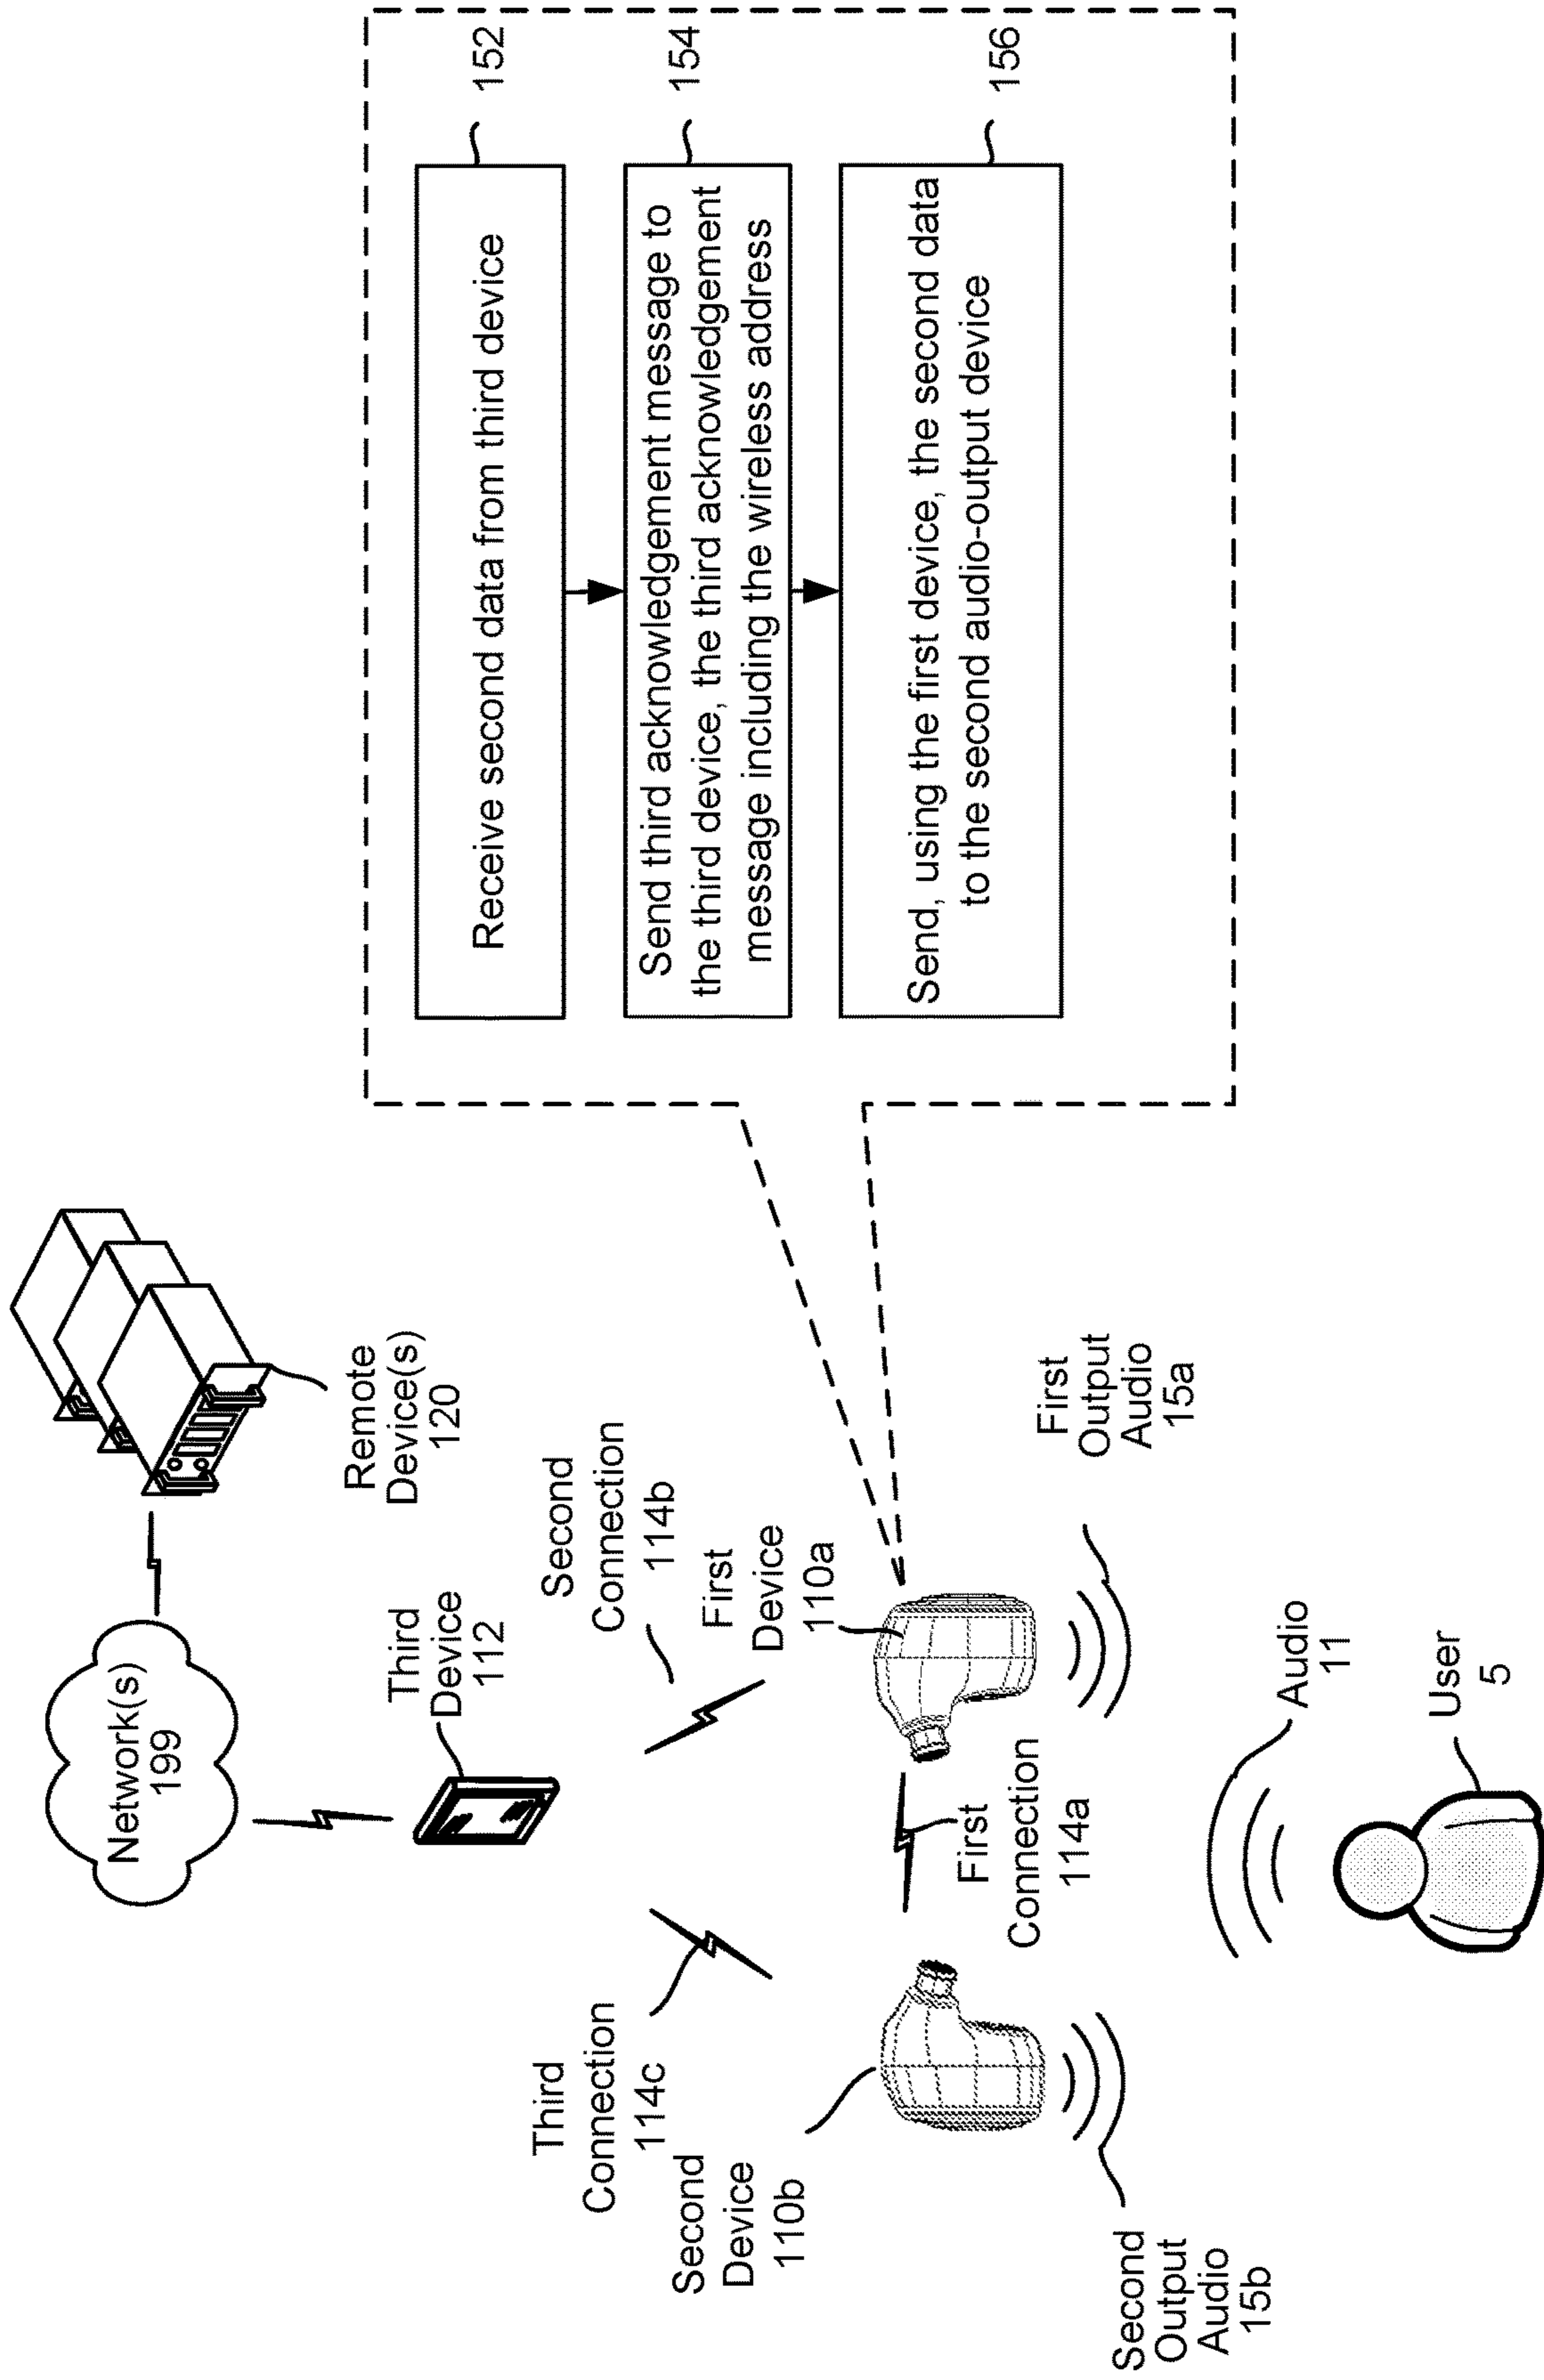 Network(s)
199
Remote
Device(s)
120
Third
Device
112
Third
Connection
114c
Second
Connection
114b
Second
Device
110b
First
Device
110a
First
Connection
114a
Second
Output
Audio
15b
First
Output
Audio
15a
Audio
11
User
5
Receive second data from third device
152
Send third acknowledgement message to
the third device, the third acknowledgement
message including the wireless address
154
Send, using the first device, the second data
to the second audio-output device
156